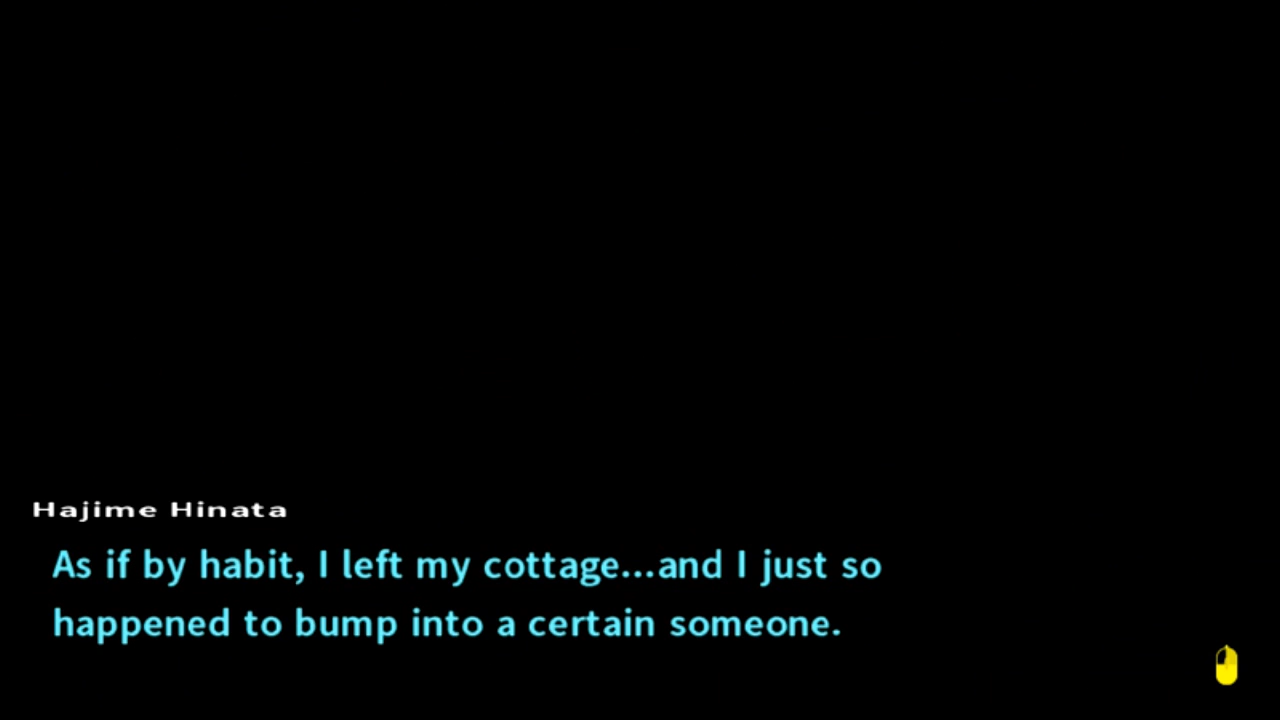 Hajime Hinata
As if by habit, I left my cottage...and I just so
happened to bump into a certain someone.